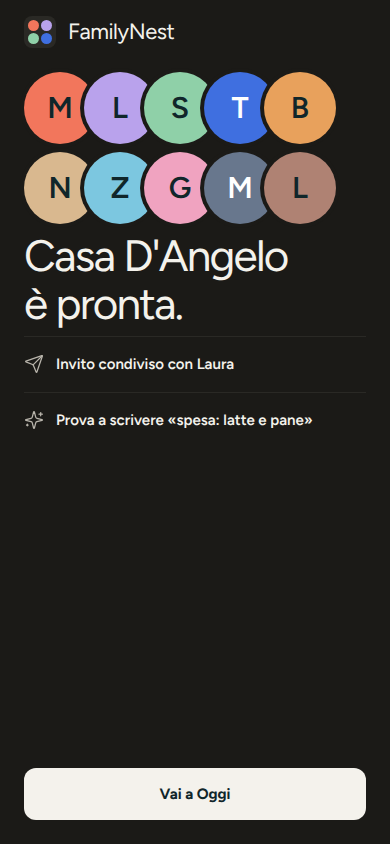 FamilyNest
M L S T B
N Z G M L
Casa D'Angelo
è pronta.
Invito condiviso con Laura
Prova a scrivere «spesa: latte e pane»
Vai a Oggi